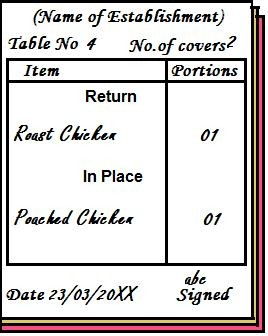 (Name of Establishment)
Table No 4 No.of covers 2
Item Portions
Return
Roast Chicken 01
In Place
Poached Chicken 01
abc
Date 23/03/20XX Signed